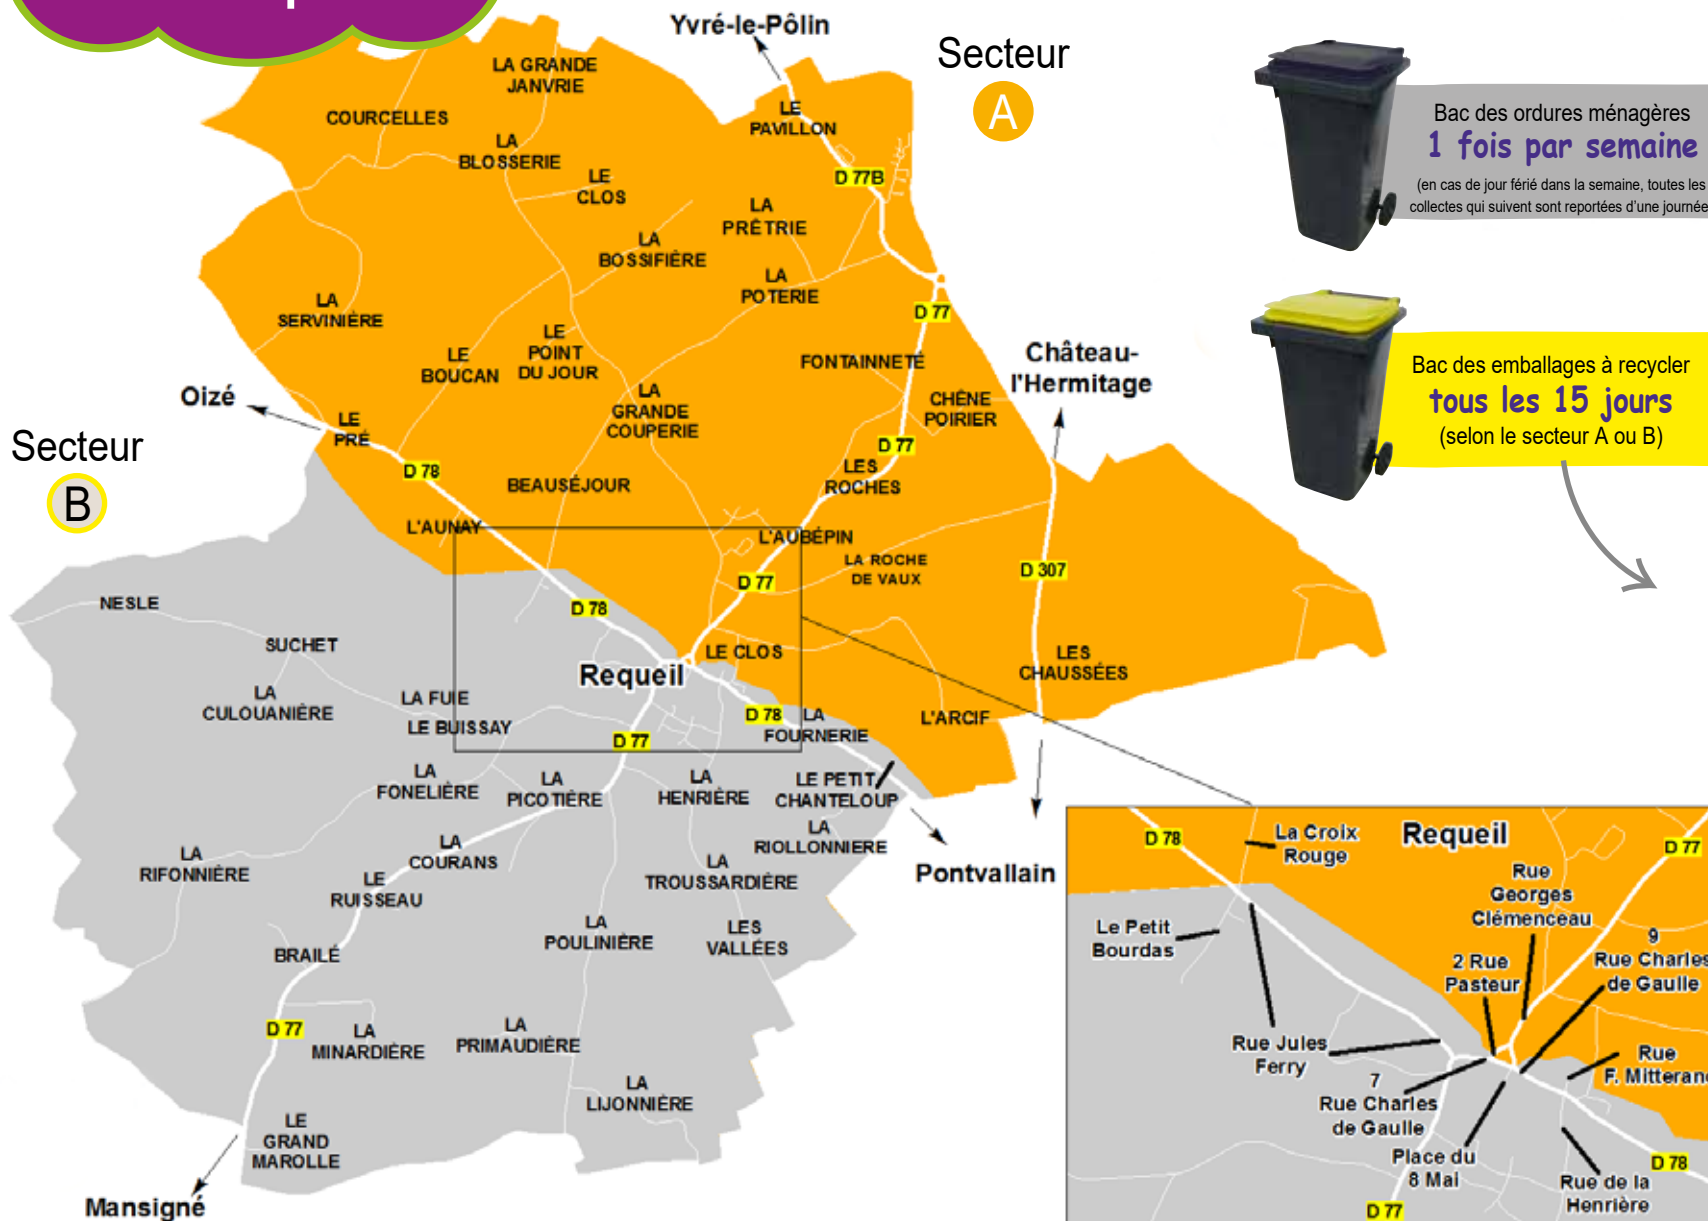 Yvré-le-Pôlin
Secteur
A
LA GRANDE
JANVRIE
COURCELLES
LA
BLOSSERIE
LE
PAVILLON
LE
CLOS
D 77B
LA
PRÊTRIE
LA
BOSSIFIÈRE
LA
POTERIE
LA
SERVINIÈRE
D 77
LE
POINT
DU JOUR
LE
BOUCAN
FONTAINNETÉ
Château-
l'Hermitage
Oizé
LA
GRANDE
COUPERIE
CHÊNE
POIRIER
LE
PRÉ
D 77
Secteur
B
D 78
LES
ROCHES
BEAUSÉJOUR
L'AUNAY
L'AUBÉPIN
LA ROCHE
DE VAUX
D 307
D 77
NESLE
D 78
SUCHET
LE CLOS
LES
CHAUSSÉES
Requeil
LA
CULOUANIÈRE
LA FUIE
LE BUISSAY
D 78
LA
FOURNERIE
L'ARCIF
D 77
LA
FONELIÈRE
LA
PICOTIÈRE
LA
HENRIÈRE
LE PETIT
CHANTELOUP
LA
RIOLLONNIERE
LA
COURANS
LA
RIFONNIÈRE
LE
RUISSEAU
LA
TROUSSARDIÈRE
Pontvallain
LA
POULINIÈRE
LES
VALLÉES
BRAILÉ
D 77
LA
MINARDIÈRE
LA
PRIMAUDIÈRE
LA
LIJONNIÈRE
LE
GRAND
MAROLLE
Mansigné
Bac des ordures ménagères
1 fois par semaine
(en cas de jour férié dans la semaine, toutes les
collectes qui suivent sont reportées d'une journée
Bac des emballages à recycler
tous les 15 jours
(selon le secteur A ou B)
D 78
La Croix
Rouge
Requeil
D 77
Rue
Georges
Clémenceau
Le Petit
Bourdas
2 Rue
Pasteur
9
Rue Charles
de Gaulle
Rue Jules
Ferry
Rue
F. Mitterand
7
Rue Charles
de Gaulle
Place du
8 Mai
D 78
Rue de la
Henrière
D 77